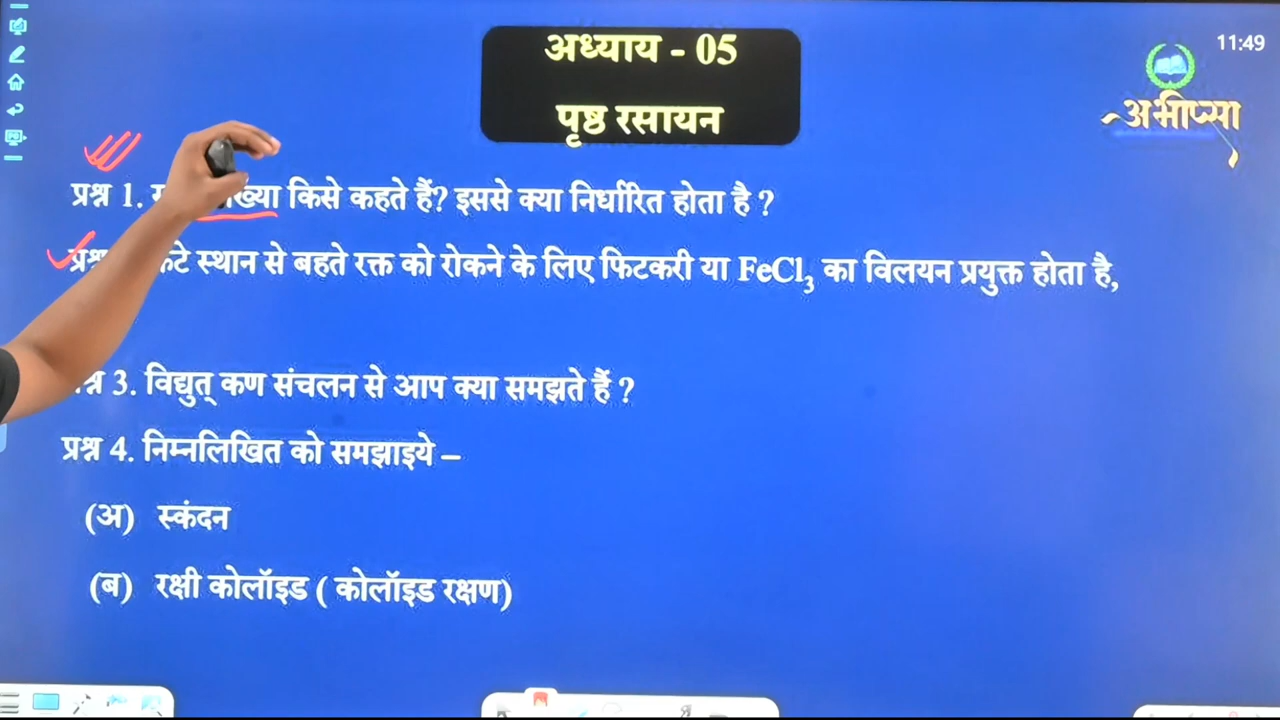 अध्याय - 05
पृष्ठ रसायन
11:49
अभीप्सा
प्रश्न 1. किसे कहते हैं? इससे क्या निर्धारित होता है ?
स्थान से बहते रक्त को रोकने के लिए फिटकरी या FeCl₃ का विलयन प्रयुक्त होता है,
3. विद्युत् कण संचलन से आप क्या समझते हैं ?
प्रश्न 4. निम्नलिखित को समझाइये –
(अ) स्कंदन
(ब) रक्षी कोलॉइड ( कोलॉइड रक्षण)